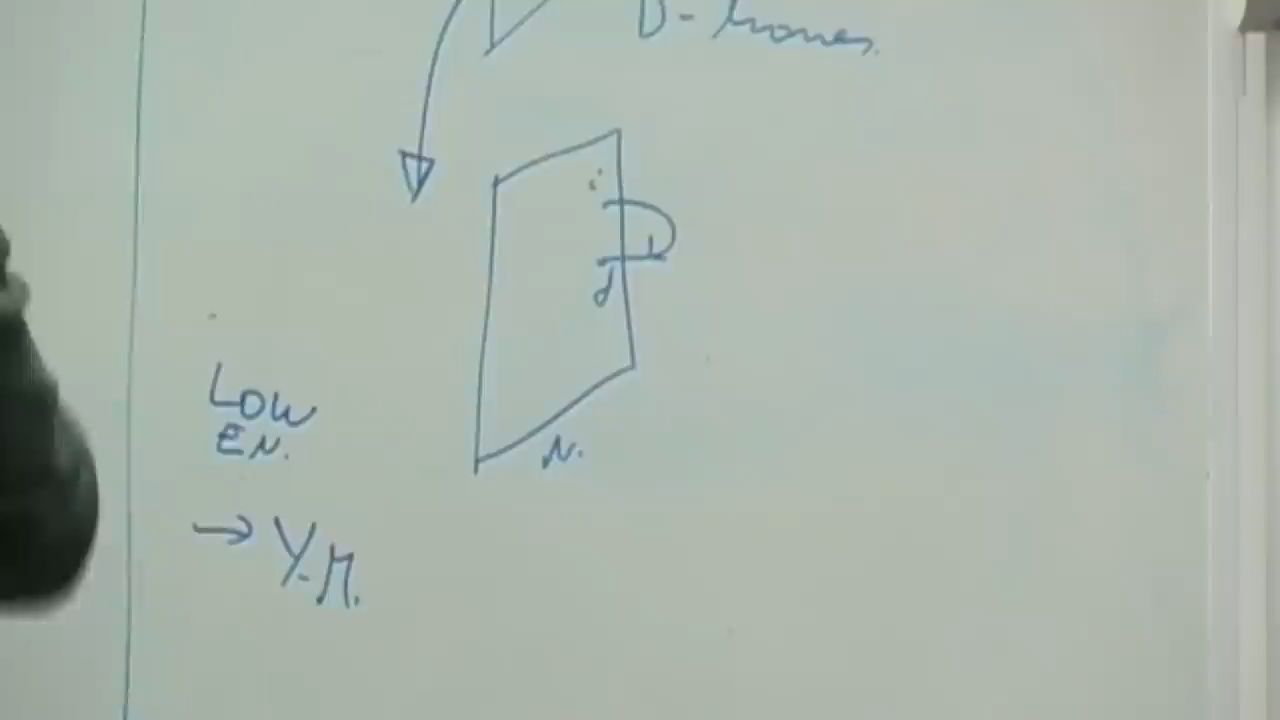 D-branes
i
j
N.
LOW
EN.
→ Y.M.